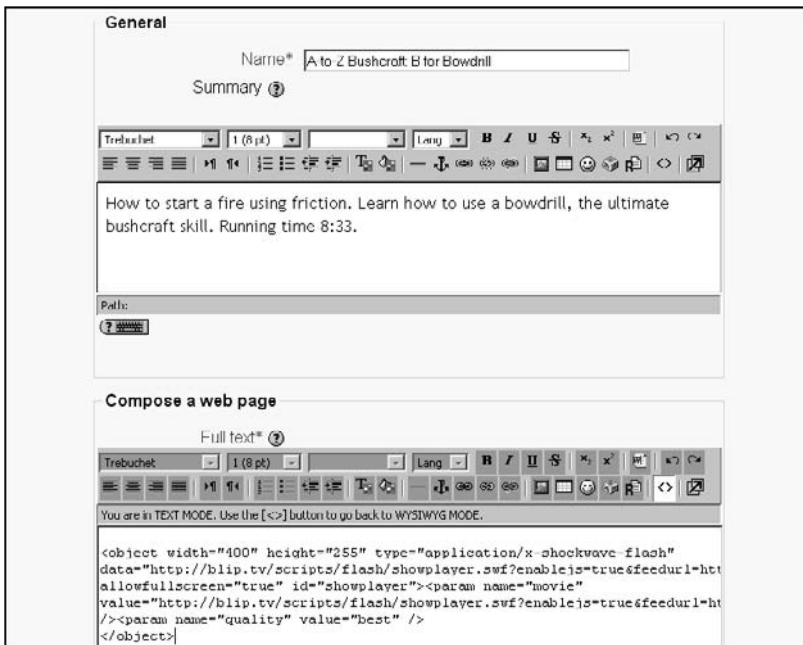 General
Name* A-to-Z Bushcraft: B for Bowdrill
Summary
Trebuchet 1 (8 pt) Lang B I U S
How to start a fire using friction. Learn how to use a bowdrill, the ultimate
bushcraft skill. Running time 8:33.
Path:
Compose a web page
Full text*
Trebuchet 1 (8 pt) Lang B I U S
You are in TEXT MODE. Use the [<>] button to go back to WYSIWYG MODE.
<object width="400" height="255" type="application/x-shockwave-flash"
data="http://blip.tv/scripts/flash/showplayer.swf?enablejs=true&feedurl=htt
allowfullscreen="true" id="showplayer"><param name="movie"
value="http://blip.tv/scripts/flash/showplayer.swf?enablejs=true&feedurl=ht
/><param name="quality" value="best" />
</object>